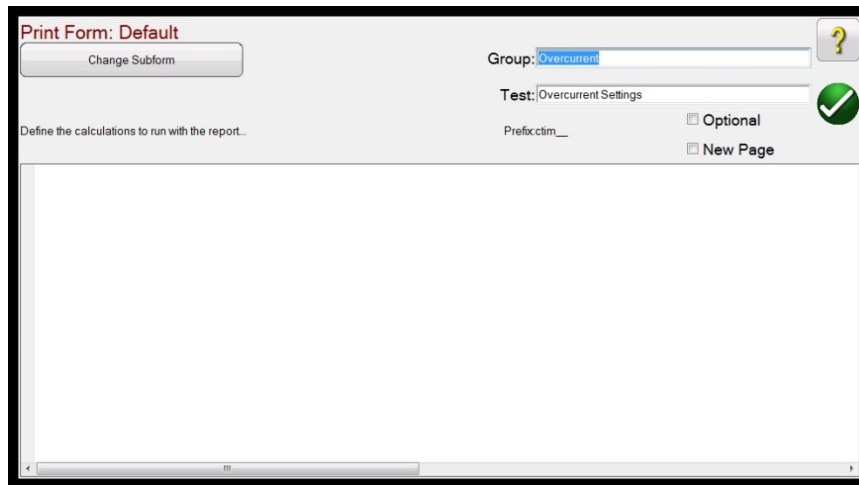 Print Form: Default
Change Subform
Group: Overcurrent
Test: Overcurrent Settings
Define the calculations to run with the report...
Prefix:ctim__
Optional
New Page